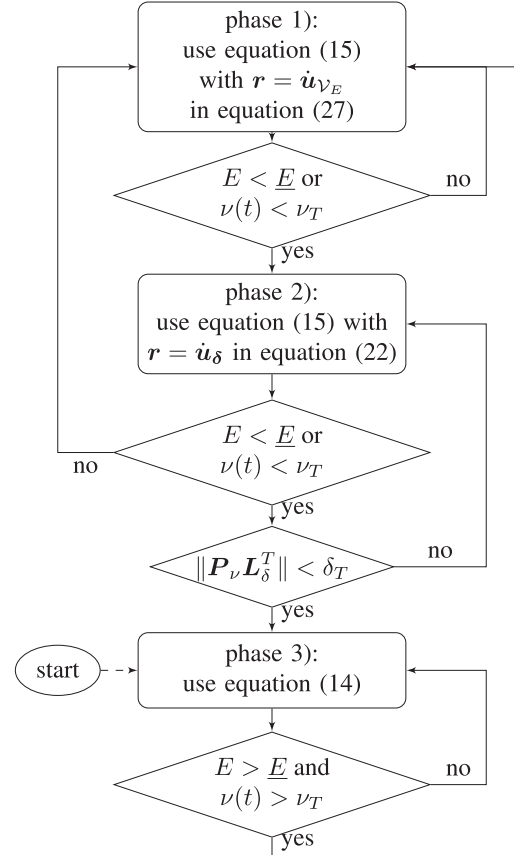 phase 1):
use equation (15)
with r = u̇_{𝒱_E}
in equation (27)
E < E̲ or
ν(t) < ν_T
no
yes
phase 2):
use equation (15) with
r = u̇_δ in equation (22)
E < E̲ or
ν(t) < ν_T
no
yes
‖P_ν L_δ^T‖ < δ_T
no
yes
start
phase 3):
use equation (14)
E > E̲ and
ν(t) > ν_T
no
yes